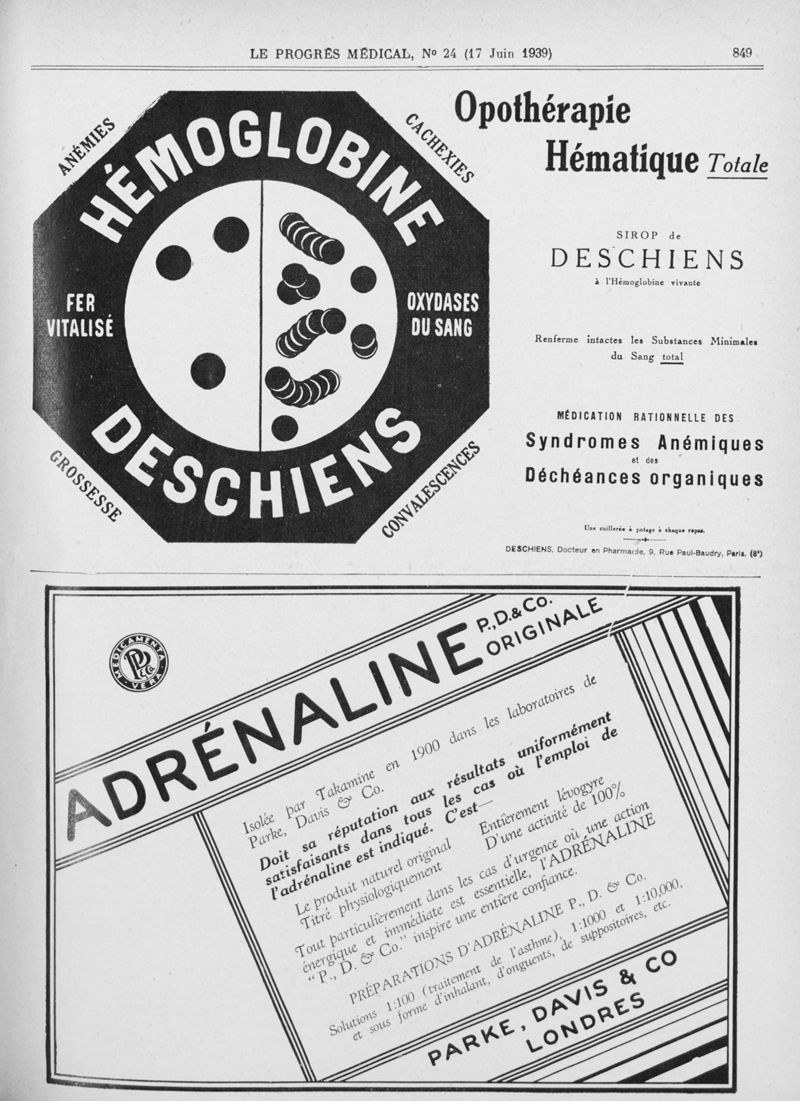 LE PROGRÈS MÉDICAL, Nº 24 (17 Juin 1939)
849
ANÉMIES
CACHEXIES
HÉMOGLOBINE
FER
VITALISÉ
OXYDASES
DU SANG
DESCHIENS
GROSSESSE
CONVALESCENCES
Opothérapie
Hématique Totale
SIROP de
DESCHIENS
à l'Hémoglobine vivante
Renferme intactes les Substances Minimales
du Sang total
MÉDICATION RATIONNELLE DES
Syndromes Anémiques
et des
Déchéances organiques
Une cuillerée à potage à chaque repas.
DESCHIENS, Docteur en Pharmacie, 9, Rue Paul-Baudry, Paris, (8ᵉ)
MEDICAMENTA
P D & Co
VERA
ADRÉNALINE P., D. & Co.
ORIGINALE
Isolée par Takamine en 1900 dans les laboratoires de
Parke, Davis & Co.
Doit sa réputation aux résultats uniformément
satisfaisants dans tous les cas où l'emploi de
l'adrénaline est indiqué. C'est—
Le produit naturel original Entièrement lévogyre
Titré physiologiquement D'une activité de 100%
Tout particulièrement dans les cas d'urgence où une action
énergique et immédiate est essentielle, l'ADRÉNALINE
"P., D. & Co." inspire une entière confiance.
PRÉPARATIONS D'ADRÉNALINE P., D. & Co.
Solutions 1:100 (traitement de l'asthme), 1:1000 et 1:10,000,
et sous forme d'inhalant, d'onguents, de suppositoires, etc.
PARKE, DAVIS & CO
LONDRES